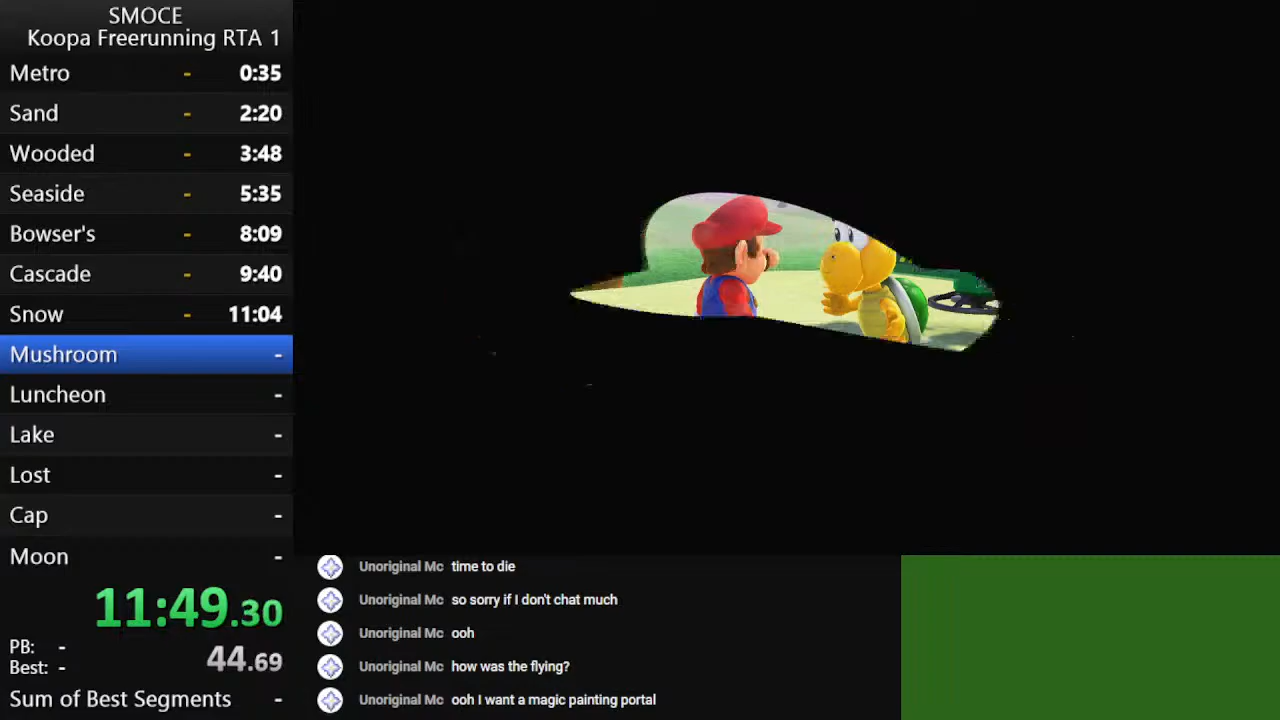 SMOCE
Koopa Freerunning RTA 1
Metro - 0:35
Sand - 2:20
Wooded - 3:48
Seaside - 5:35
Bowser's - 8:09
Cascade - 9:40
Snow - 11:04
Mushroom -
Luncheon -
Lake -
Lost -
Cap -
Moon -
11:49.30
PB: -
Best: - 44.69
Sum of Best Segments -
Unoriginal Mc time to die
Unoriginal Mc so sorry if I don't chat much
Unoriginal Mc ooh
Unoriginal Mc how was the flying?
Unoriginal Mc ooh I want a magic painting portal